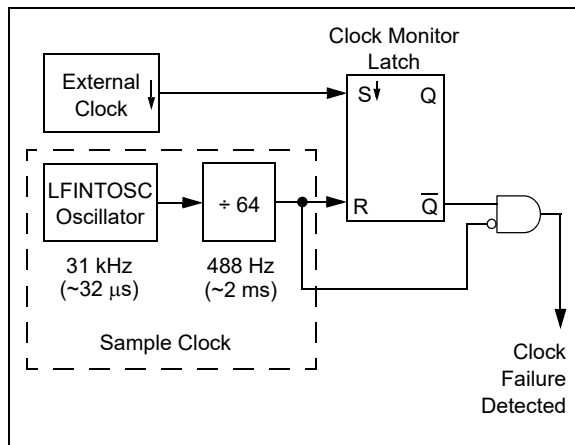 Clock Monitor
Latch
External
Clock
S
Q
LFINTOSC
Oscillator
÷ 64
R
Q̅
31 kHz
(~32 μs)
488 Hz
(~2 ms)
Sample Clock
Clock
Failure
Detected